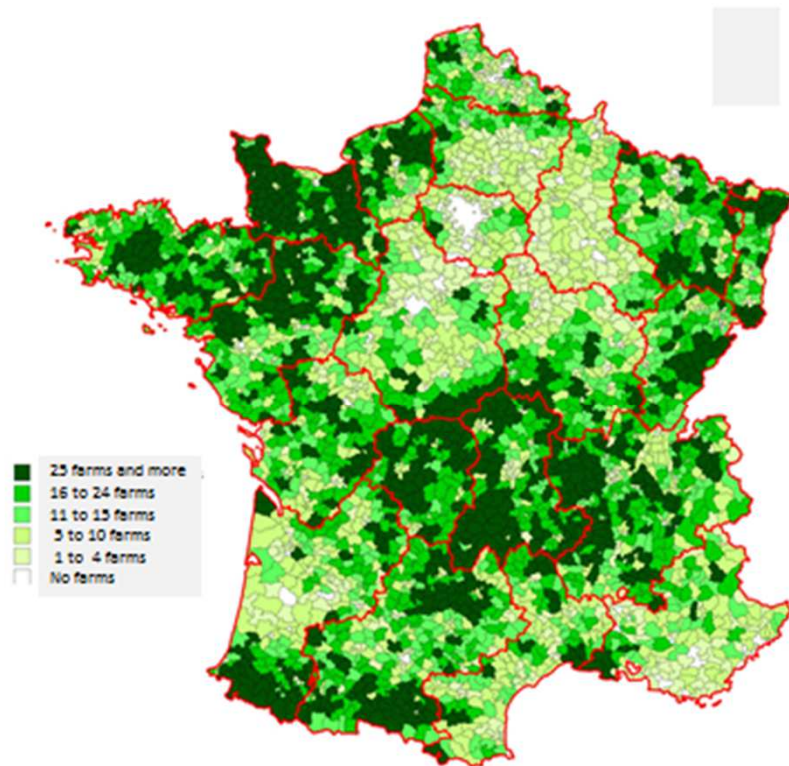 25 farms and more
16 to 24 farms
11 to 15 farms
5 to 10 farms
1 to 4 farms
No farms